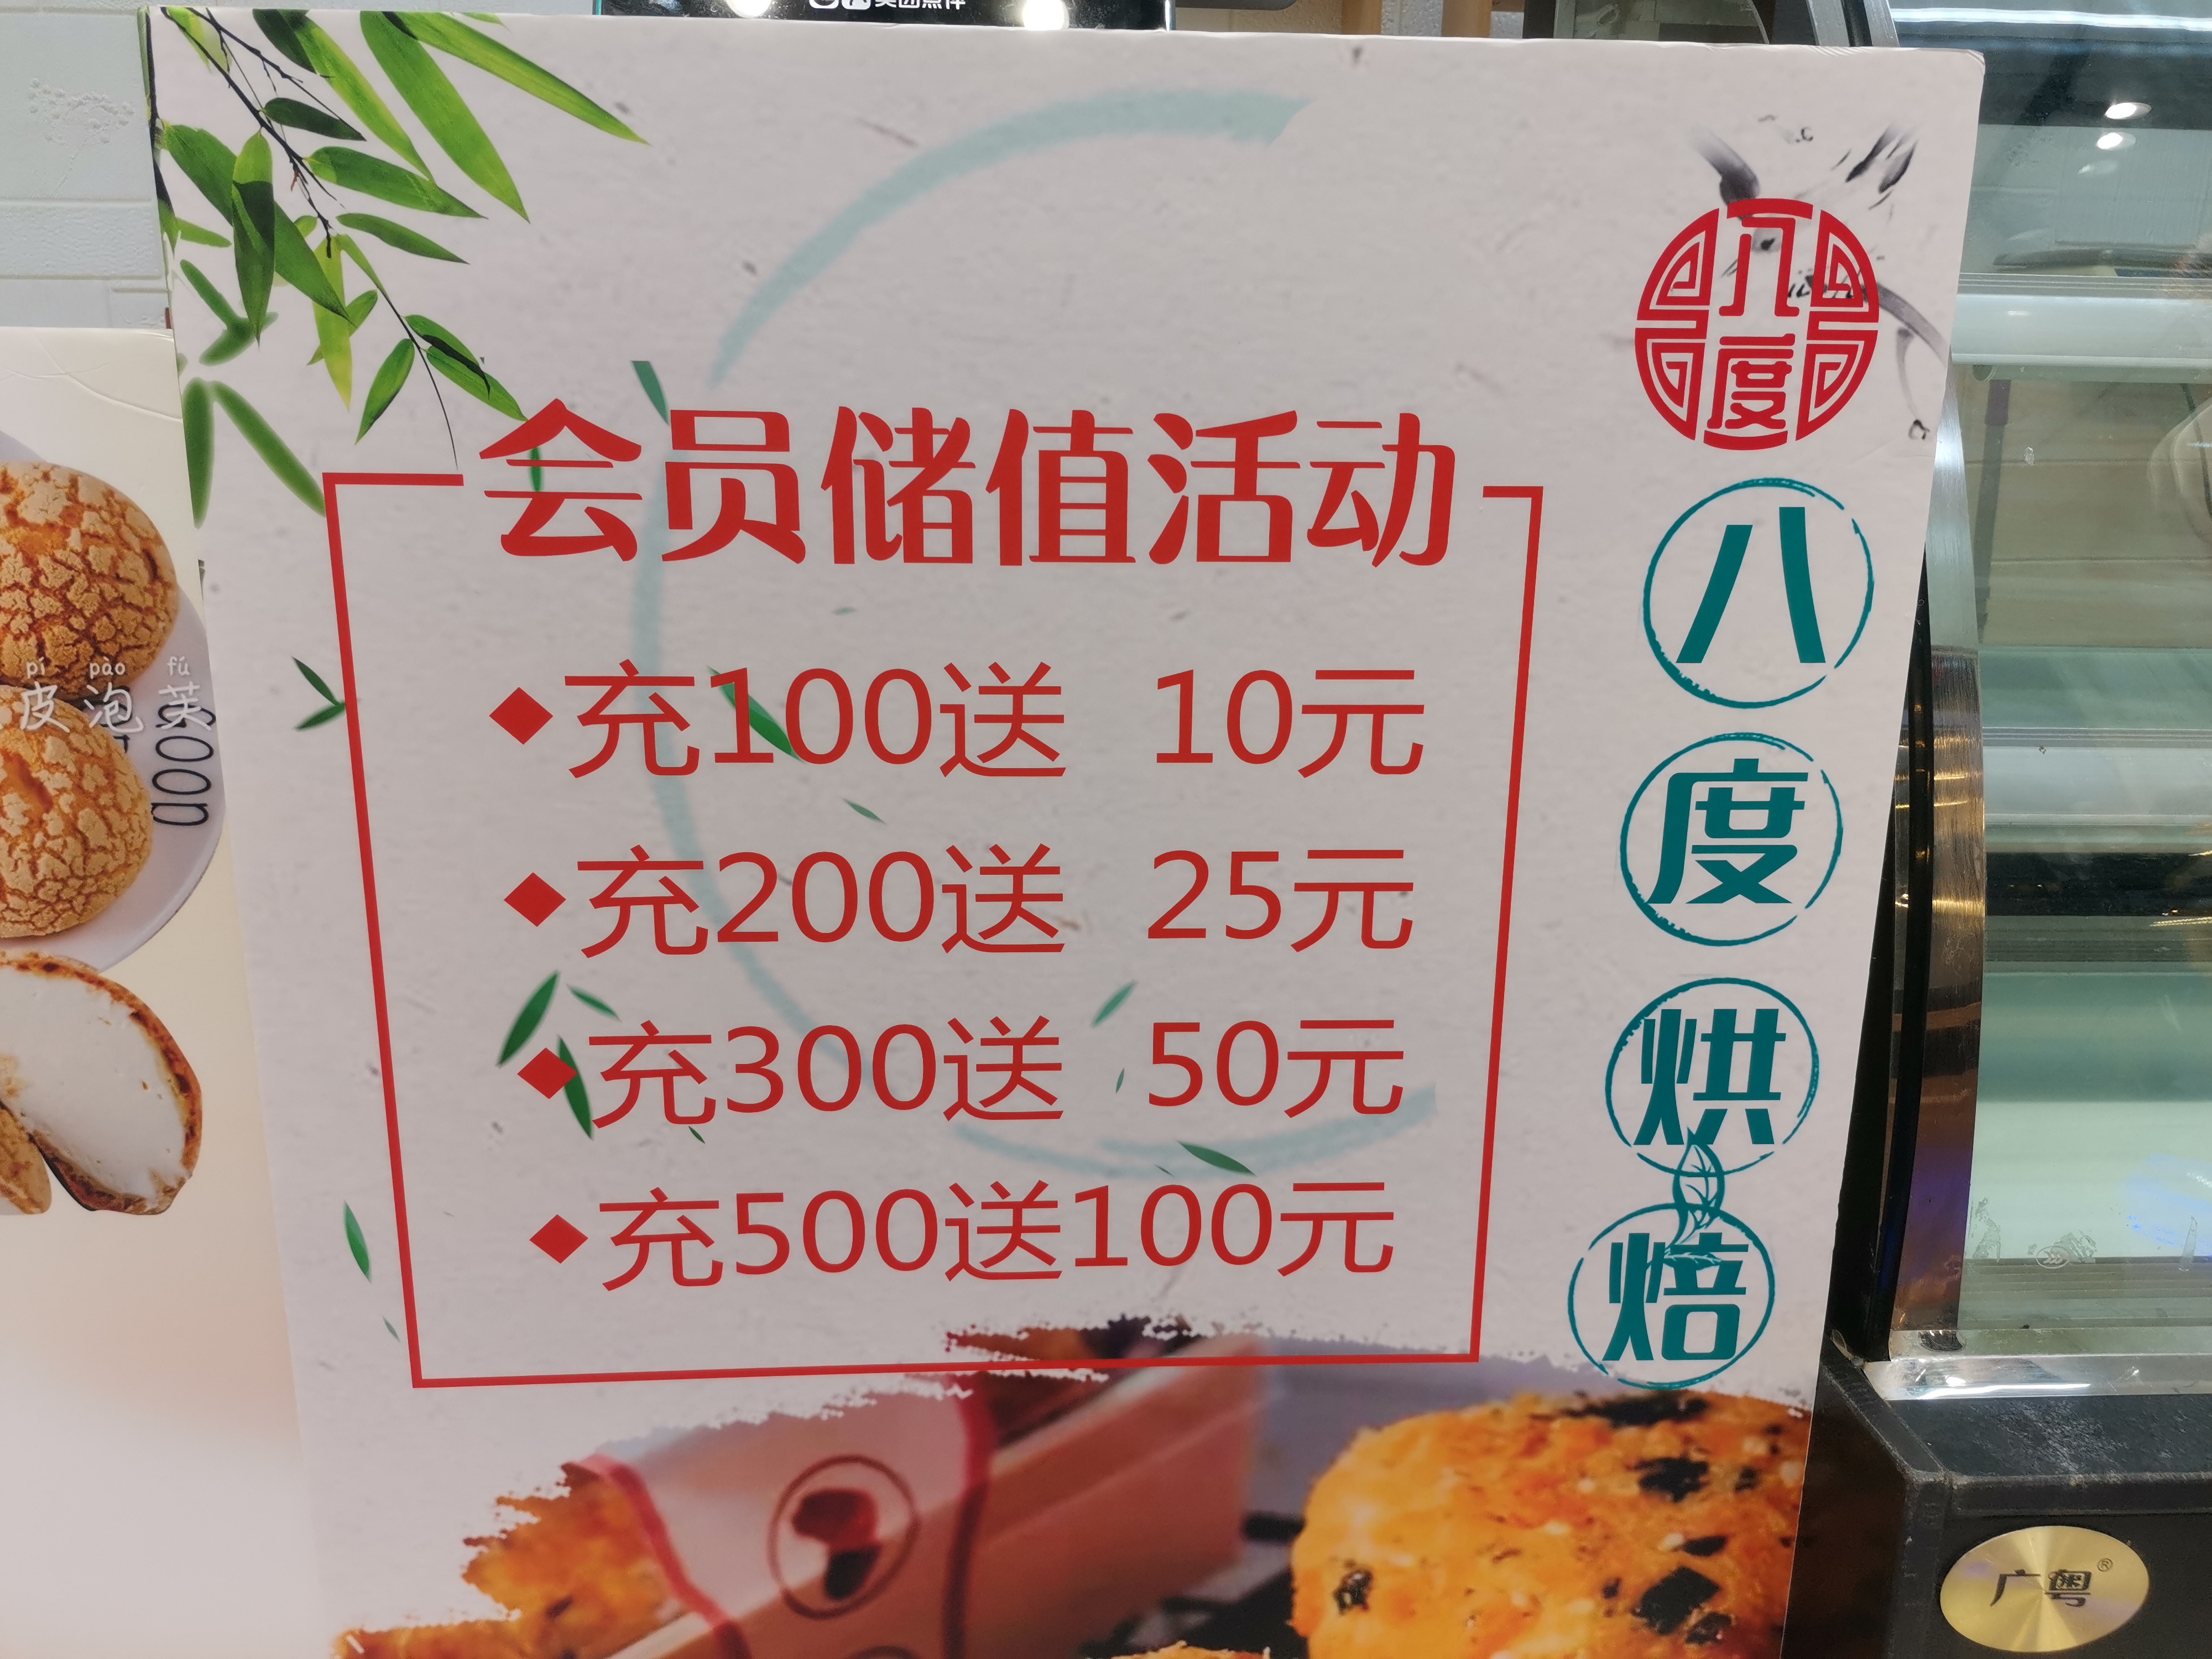 会员储值活动
◆充100送 10元
◆充200送 25元
◆充300送 50元
◆充500送100元
八度
八度烘焙
pí pào fú
皮泡芙
广粤®